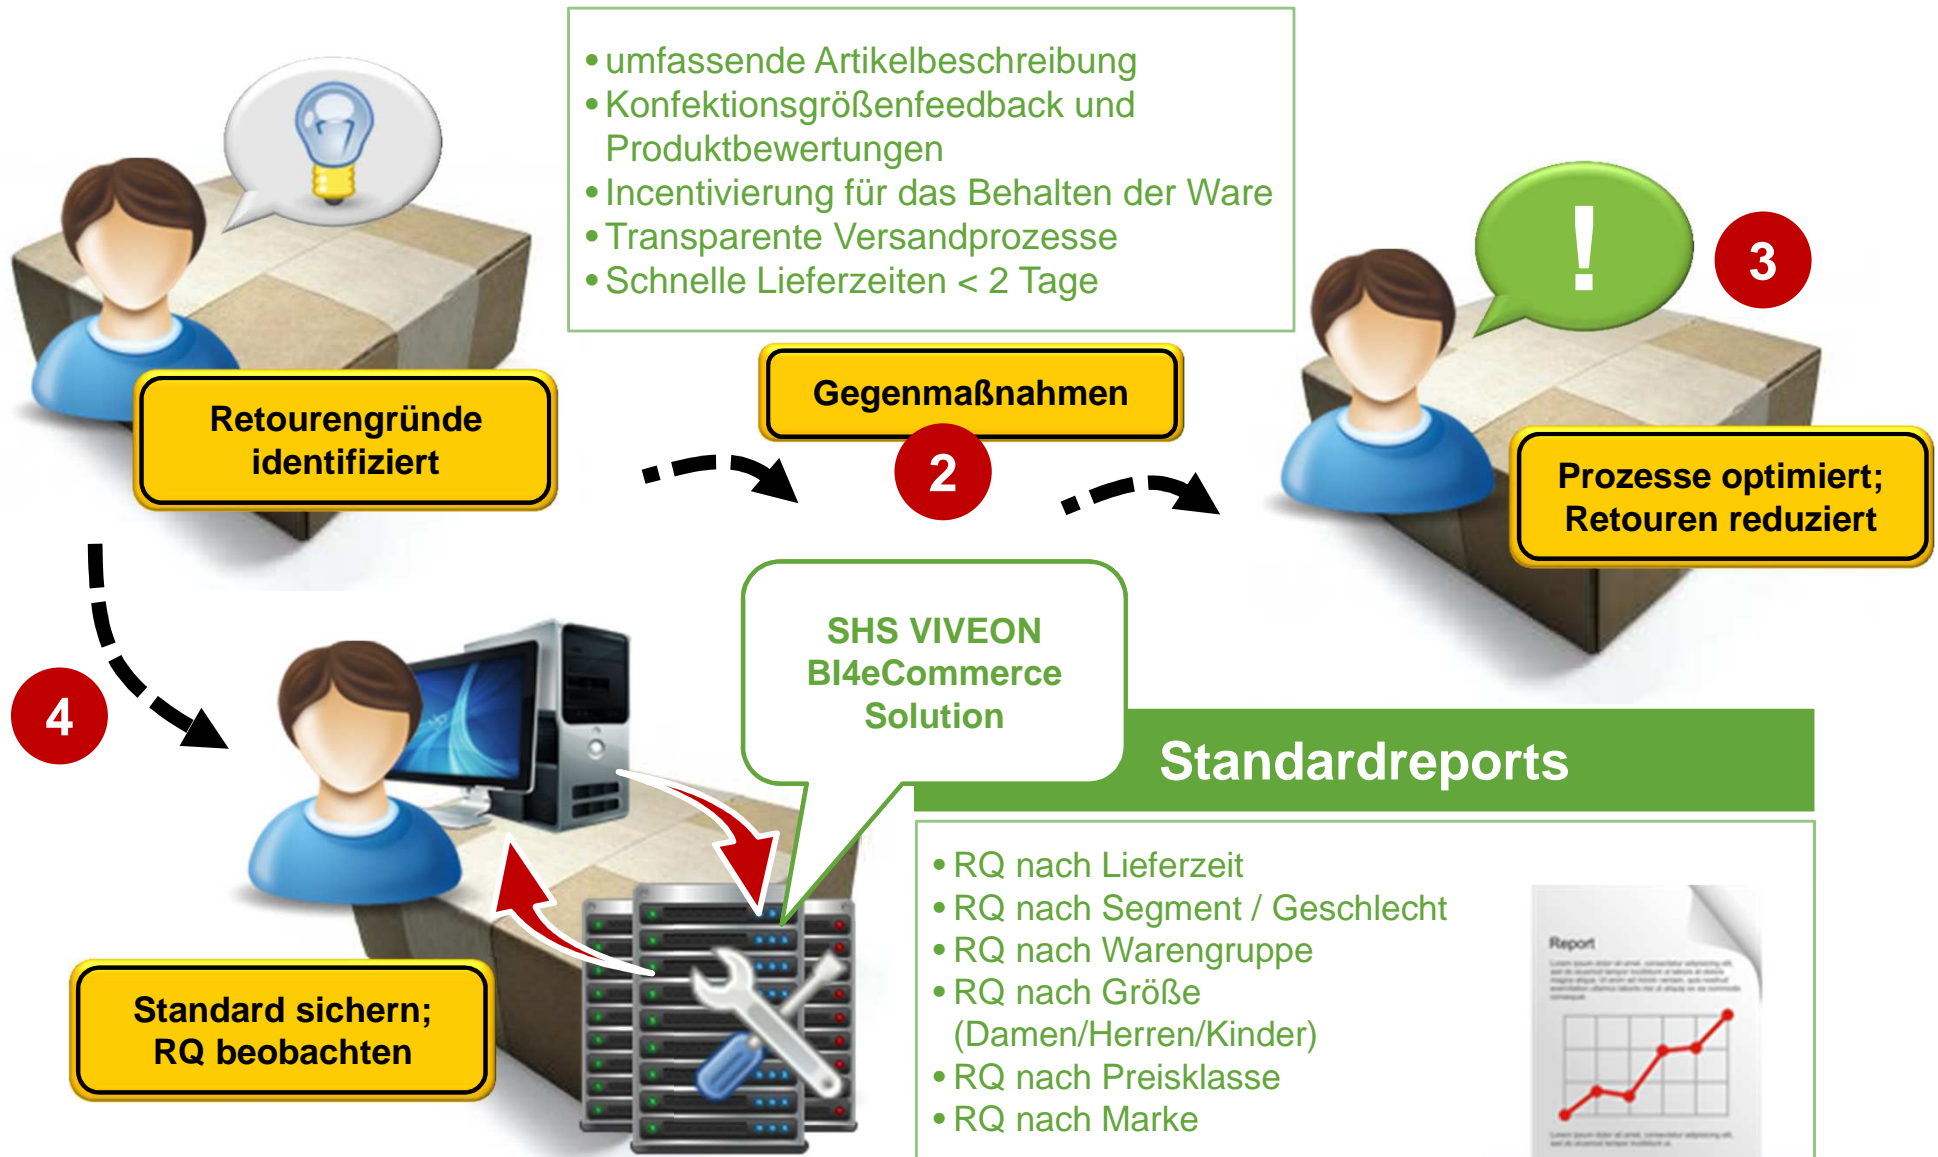 • umfassende Artikelbeschreibung
• Konfektionsgrößenfeedback und
Produktbewertungen
• Incentivierung für das Behalten der Ware
• Transparente Versandprozesse
• Schnelle Lieferzeiten < 2 Tage
!
3
Gegenmaßnahmen
2
Retourengründe
identifiziert
Prozesse optimiert;
Retouren reduziert
4
SHS VIVEON
BI4eCommerce
Solution
Standardreports
• RQ nach Lieferzeit
• RQ nach Segment / Geschlecht
• RQ nach Warengruppe
• RQ nach Größe
(Damen/Herren/Kinder)
• RQ nach Preisklasse
• RQ nach Marke
Report
Standard sichern;
RQ beobachten